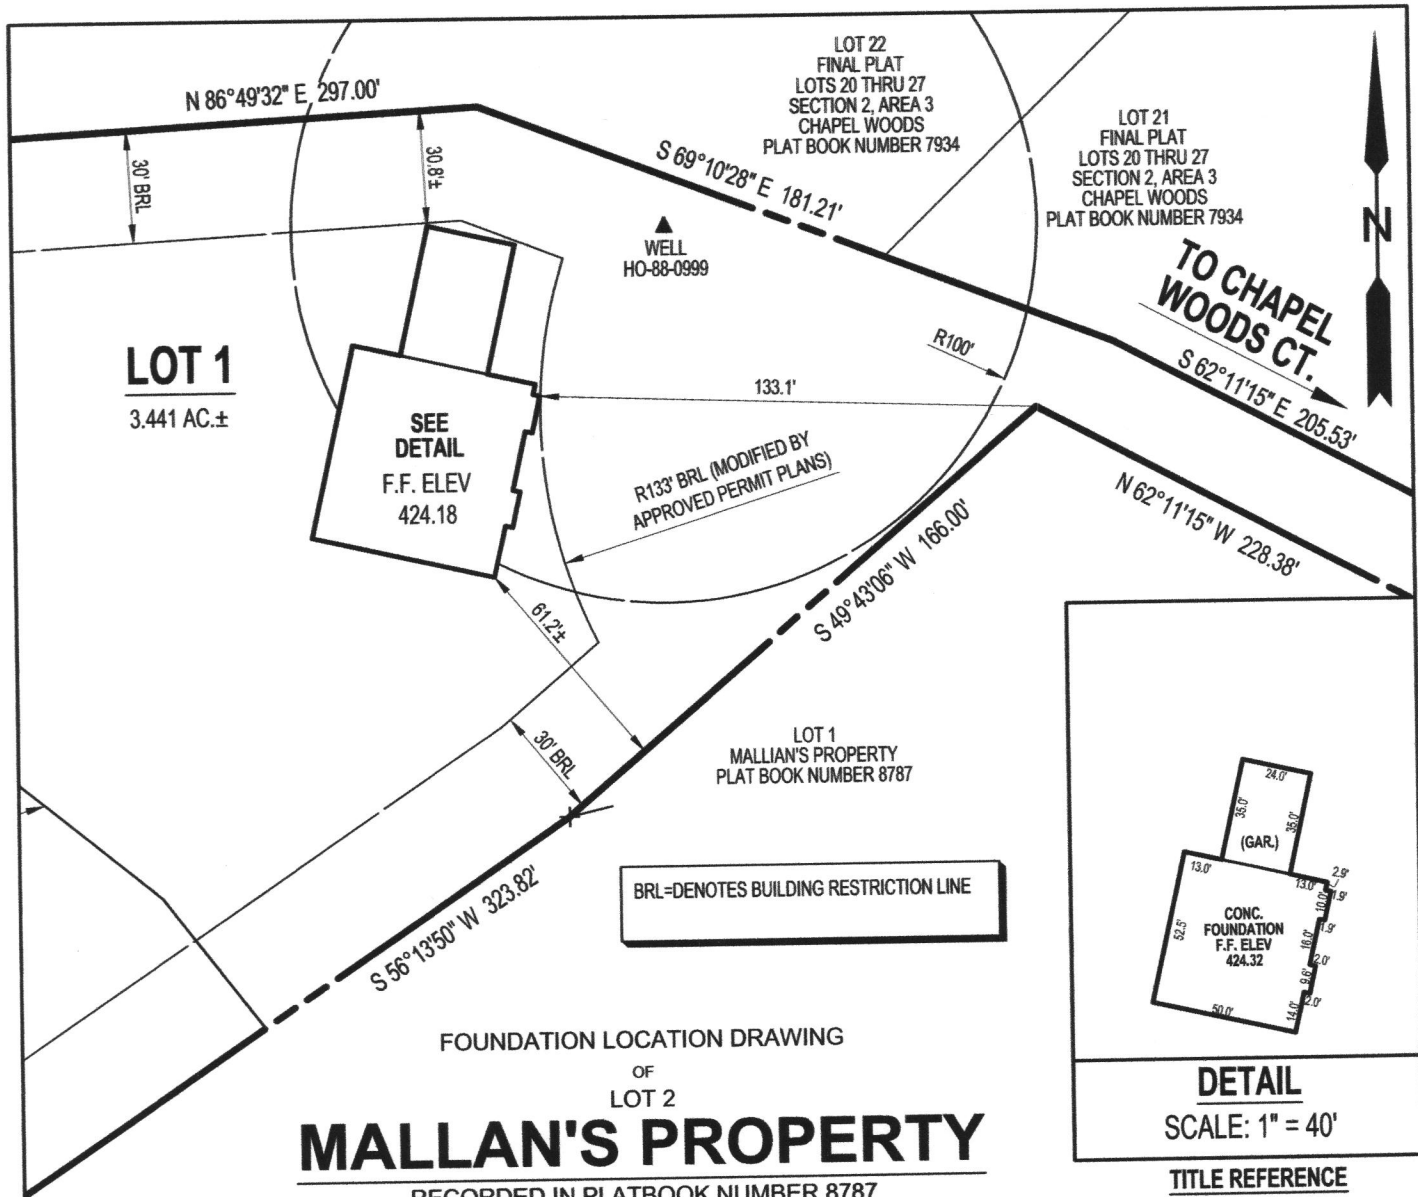 N 86°49'32" E 297.00'
30' BRL
30.8'±
S 69°10'28" E 181.21'
LOT 22
FINAL PLAT
LOTS 20 THRU 27
SECTION 2, AREA 3
CHAPEL WOODS
PLAT BOOK NUMBER 7934
LOT 21
FINAL PLAT
LOTS 20 THRU 27
SECTION 2, AREA 3
CHAPEL WOODS
PLAT BOOK NUMBER 7934
N
WELL
HO-88-0999
TO CHAPEL
WOODS CT.
S 62°11'15" E 205.53'
R100'
LOT 1
3.441 AC.±
133.1'
SEE
DETAIL
F.F. ELEV
424.18
R133' BRL (MODIFIED BY
APPROVED PERMIT PLANS)
N 62°11'15" W 228.38'
S 49°43'06" W 166.00'
61.2'±
30' BRL
LOT 1
MALLIAN'S PROPERTY
PLAT BOOK NUMBER 8787
S 56°13'50" W 323.82'
BRL=DENOTES BUILDING RESTRICTION LINE
24.0'
35.0'
35.0'
(GAR.)
13.0'
13.0'
2.9'
1.9'
10.0'
1.9'
52.5'
CONC.
FOUNDATION
F.F. ELEV
424.32
16.0'
2.0'
9.6'
2.0'
14.0'
50.0'
DETAIL
SCALE: 1" = 40'
TITLE REFERENCE
FOUNDATION LOCATION DRAWING
OF
LOT 2
MALLAN'S PROPERTY
RECORDED IN PLATBOOK NUMBER 8787